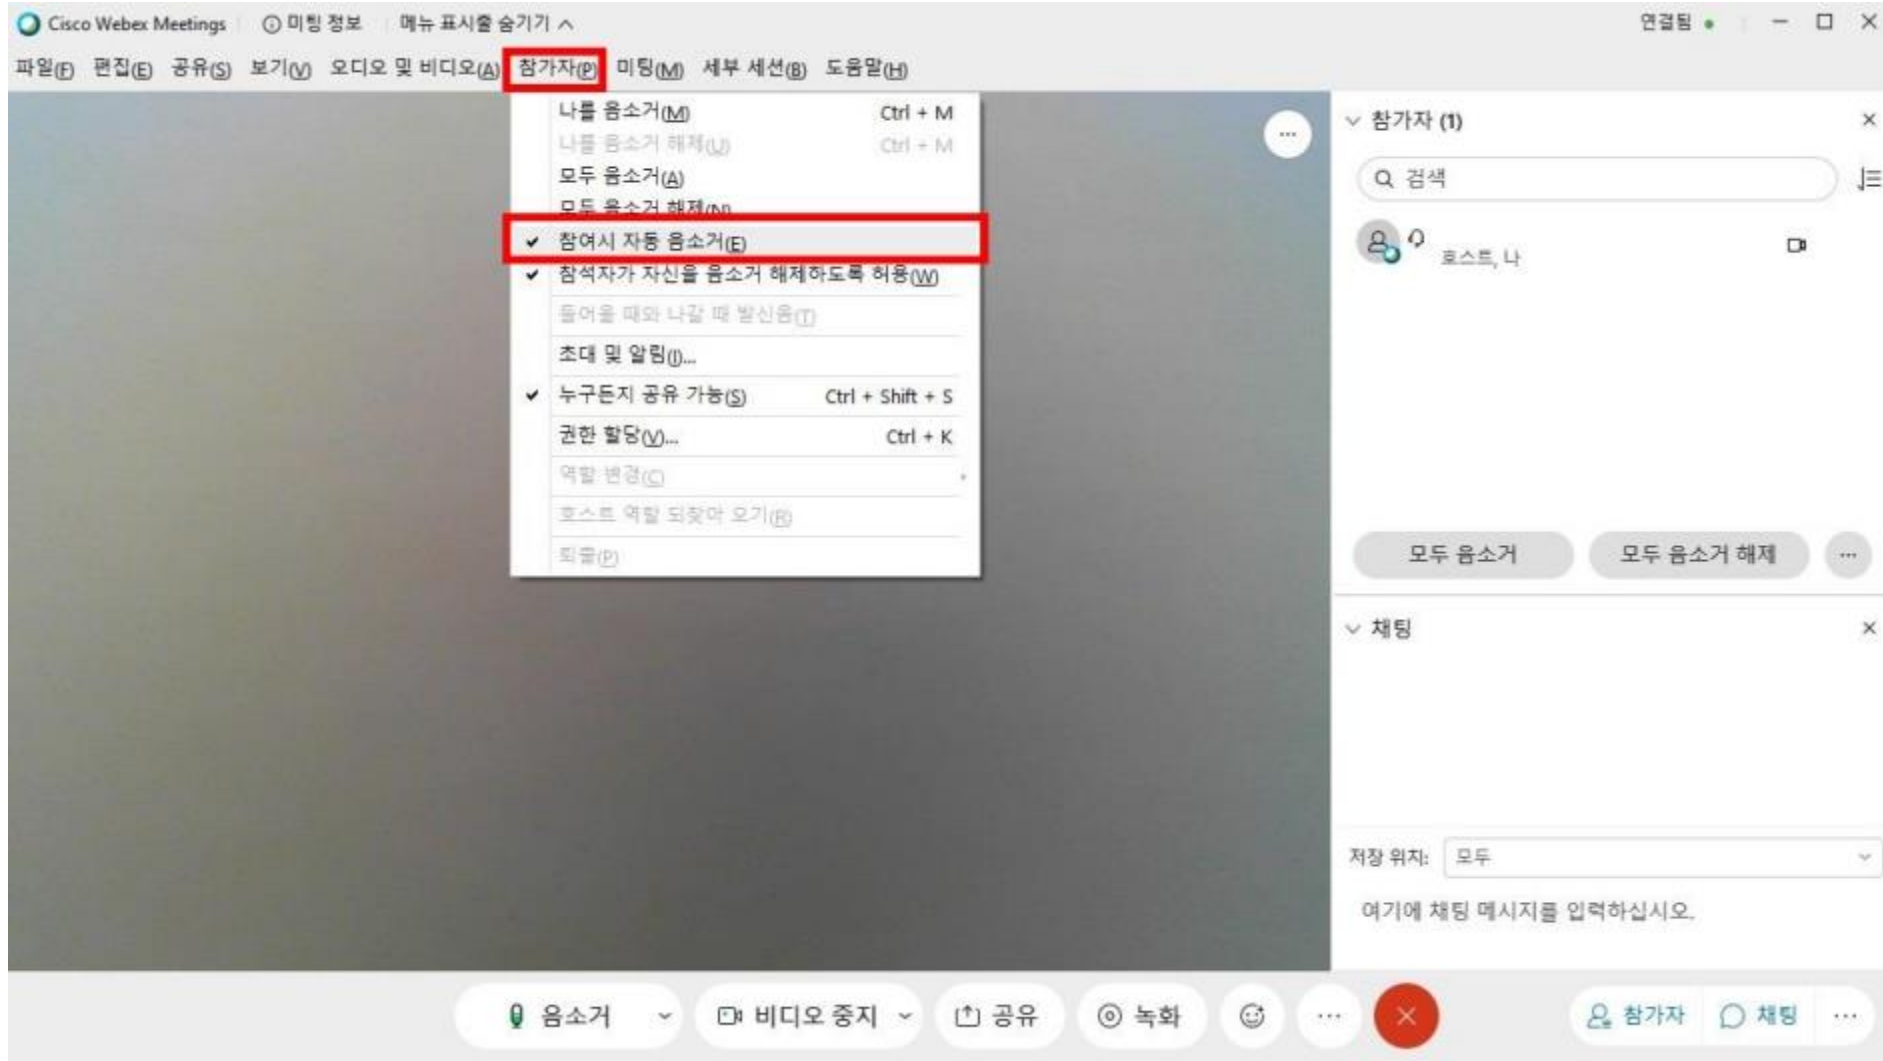 Cisco Webex Meetings 미팅 정보 메뉴 표시줄 숨기기 연결됨
파일(F) 편집(E) 공유(S) 보기(V) 오디오 및 비디오(A) 참가자(P) 미팅(M) 세부 세션(B) 도움말(H)
나를 음소거(M) Ctrl + M
나를 음소거 해제(U) Ctrl + M
모두 음소거(A)
모두 음소거 해제(N)
참여시 자동 음소거(E)
참석자가 자신을 음소거 해제하도록 허용(W)
들어올 때와 나갈 때 발신음(T)
초대 및 알림(I)...
누구든지 공유 가능(S) Ctrl + Shift + S
권한 할당(V)... Ctrl + K
역할 변경(C)
호스트 역할 되찾아 오기(R)
퇴출(P)
참가자 (1)
검색
호스트, 나
모두 음소거 모두 음소거 해제 ...
채팅
저장 위치: 모두
여기에 채팅 메시지를 입력하십시오.
음소거 비디오 중지 공유 녹화 ... 참가자 채팅 ...